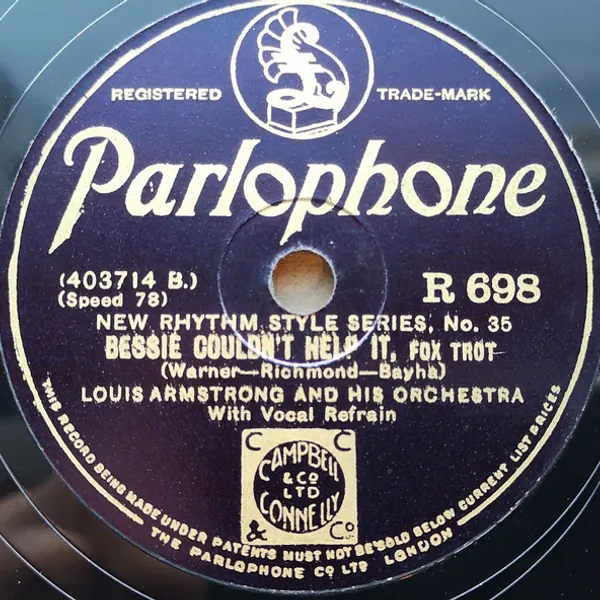 REGISTERED TRADE-MARK
Parlophone
(403714 B.)
(Speed 78)
R 698
NEW RHYTHM STYLE SERIES, No. 35
BESSIE COULDN'T HELP IT, FOX TROT
(Warner—Richmond—Bayha)
LOUIS ARMSTRONG AND HIS ORCHESTRA
With Vocal Refrain
C C
CAMPBELL
& Co
LTD
CONNELLY
& Co
THIS RECORD BEING MADE UNDER PATENTS MUST NOT BE SOLD BELOW CURRENT LIST PRICES
THE PARLOPHONE CO LTD LONDON